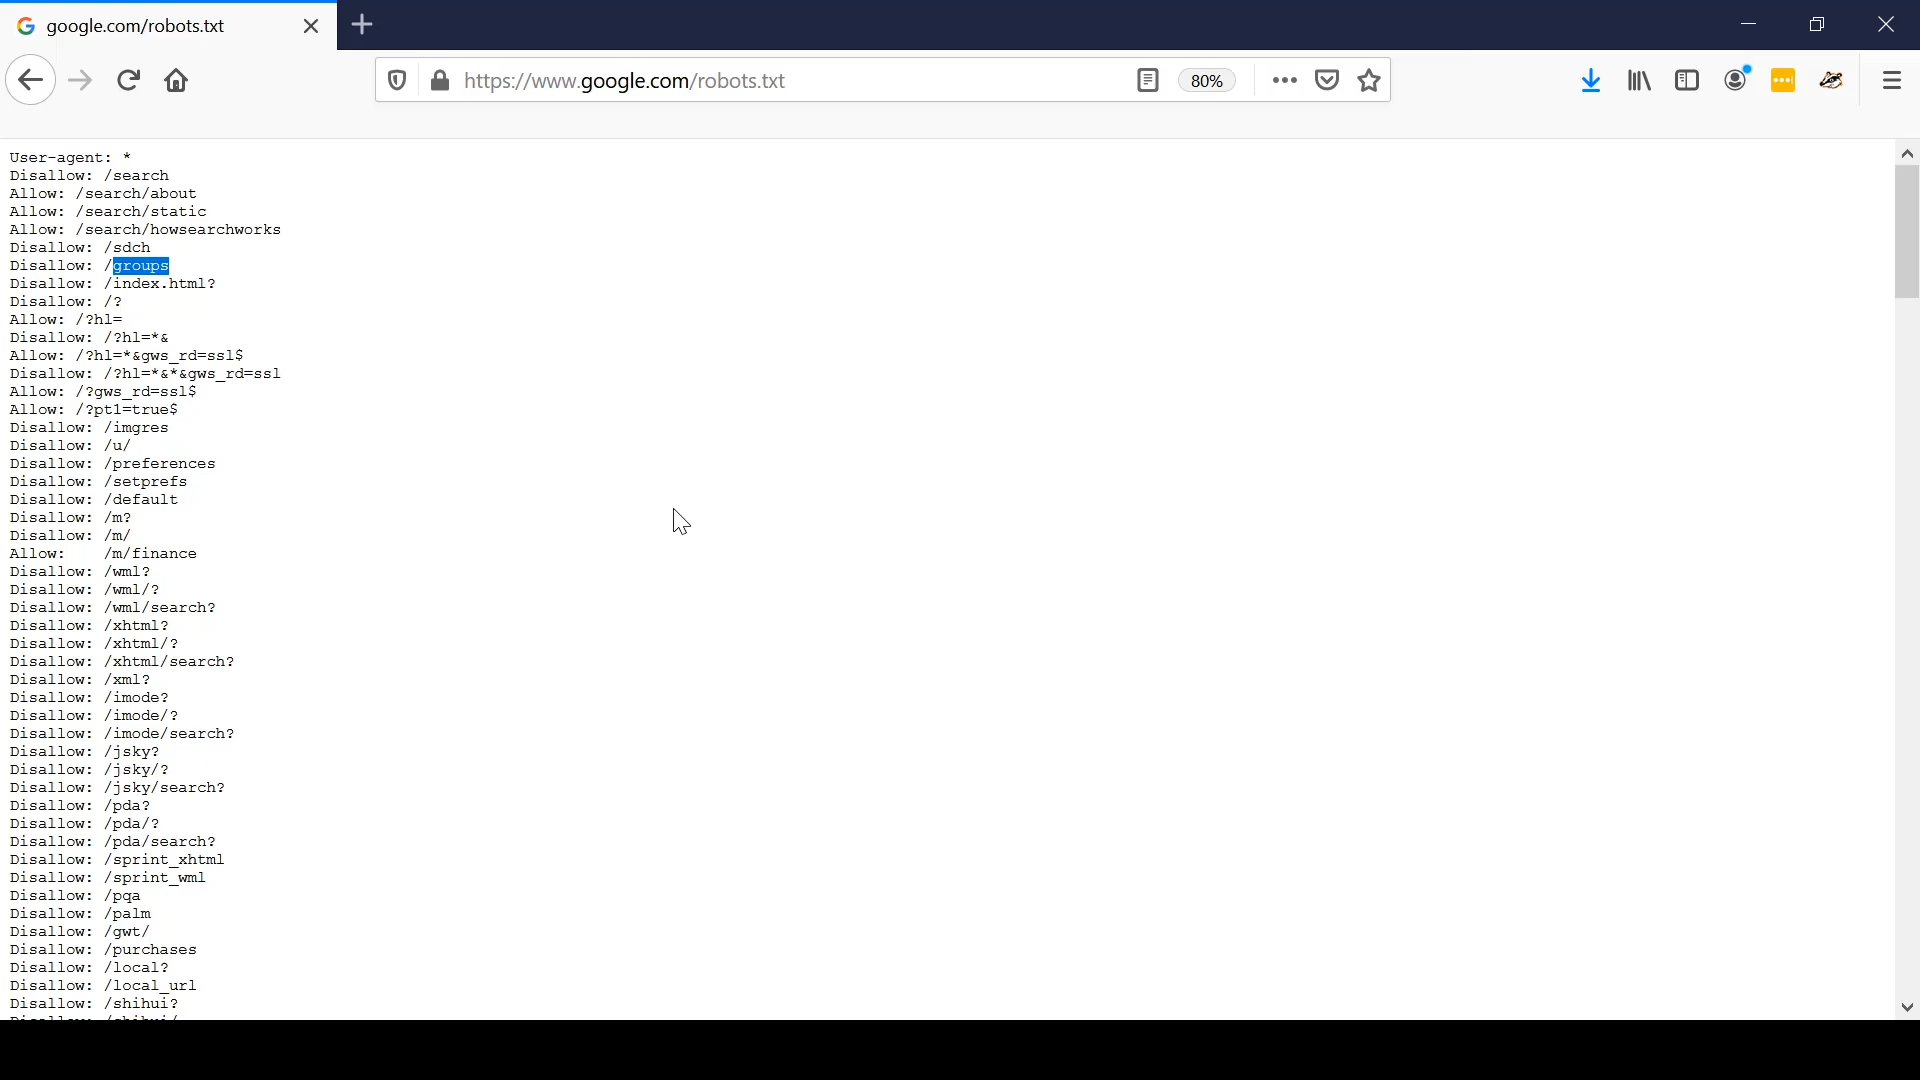 google.com/robots.txt
https://www.google.com/robots.txt
80%
User-agent: *
Disallow: /search
Allow: /search/about
Allow: /search/static
Allow: /search/howsearchworks
Disallow: /sdch
Disallow: /groups
Disallow: /index.html?
Disallow: /?
Allow: /?hl=
Disallow: /?hl=*&
Allow: /?hl=*&gws_rd=ssl$
Disallow: /?hl=*&*&gws_rd=ssl
Allow: /?gws_rd=ssl$
Allow: /?pt1=true$
Disallow: /imgres
Disallow: /u/
Disallow: /preferences
Disallow: /setprefs
Disallow: /default
Disallow: /m?
Disallow: /m/
Allow:    /m/finance
Disallow: /wml?
Disallow: /wml/?
Disallow: /wml/search?
Disallow: /xhtml?
Disallow: /xhtml/?
Disallow: /xhtml/search?
Disallow: /xml?
Disallow: /imode?
Disallow: /imode/?
Disallow: /imode/search?
Disallow: /jsky?
Disallow: /jsky/?
Disallow: /jsky/search?
Disallow: /pda?
Disallow: /pda/?
Disallow: /pda/search?
Disallow: /sprint_xhtml
Disallow: /sprint_wml
Disallow: /pqa
Disallow: /palm
Disallow: /gwt/
Disallow: /purchases
Disallow: /local?
Disallow: /local_url
Disallow: /shihui?